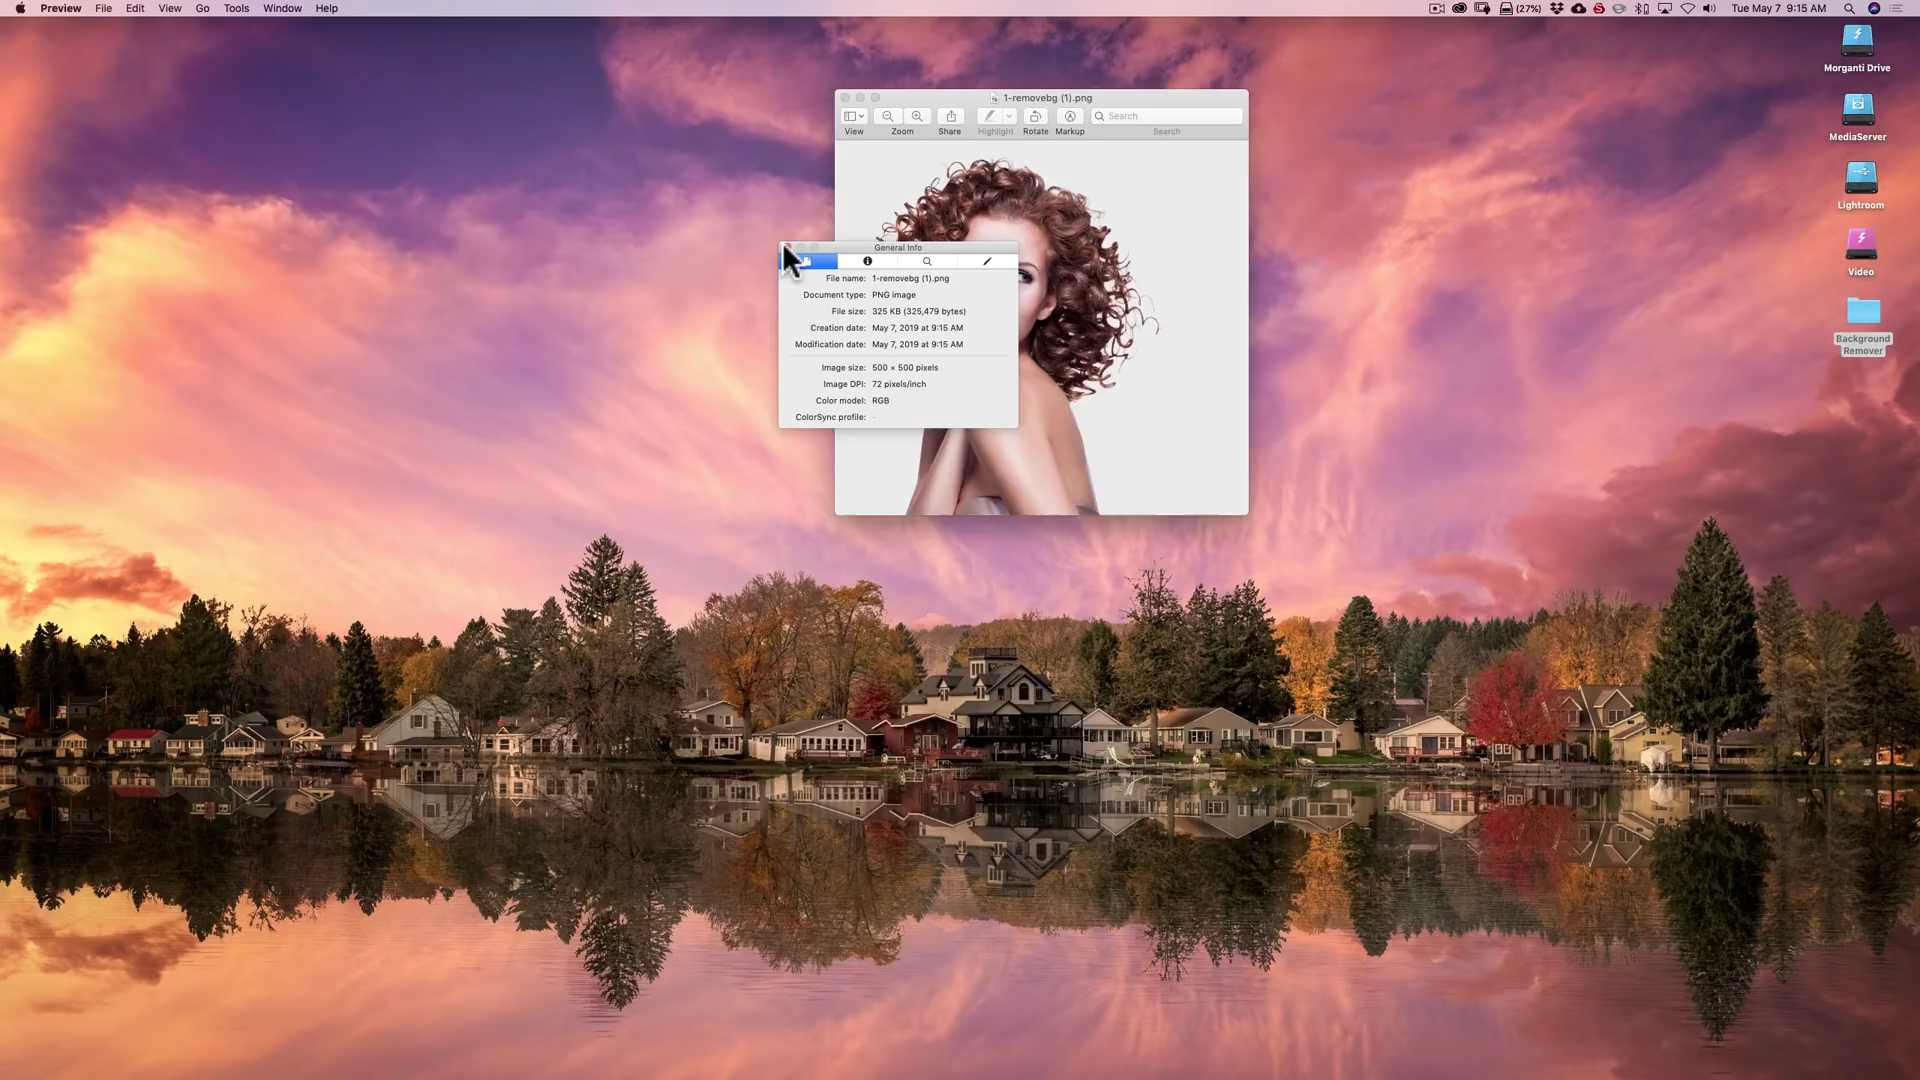 Preview File Edit View Go Tools Window Help
(27%) Tue May 7 9:15 AM
Morganti Drive
MediaServer
Lightroom
Video
Background
Remover
1-removebg (1).png
Search
View Zoom Share Highlight Rotate Markup Search
General Info
File name: 1-removebg (1).png
Document type: PNG image
File size: 325 KB (325,479 bytes)
Creation date: May 7, 2019 at 9:15 AM
Modification date: May 7, 2019 at 9:15 AM
Image size: 500 × 500 pixels
Image DPI: 72 pixels/inch
Color model: RGB
ColorSync profile: -